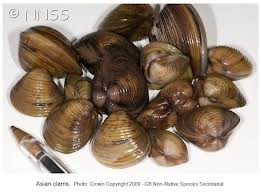 © NNSS
Asian clams. Photo: Crown Copyright 2009 - GB Non-Native Species Secretariat